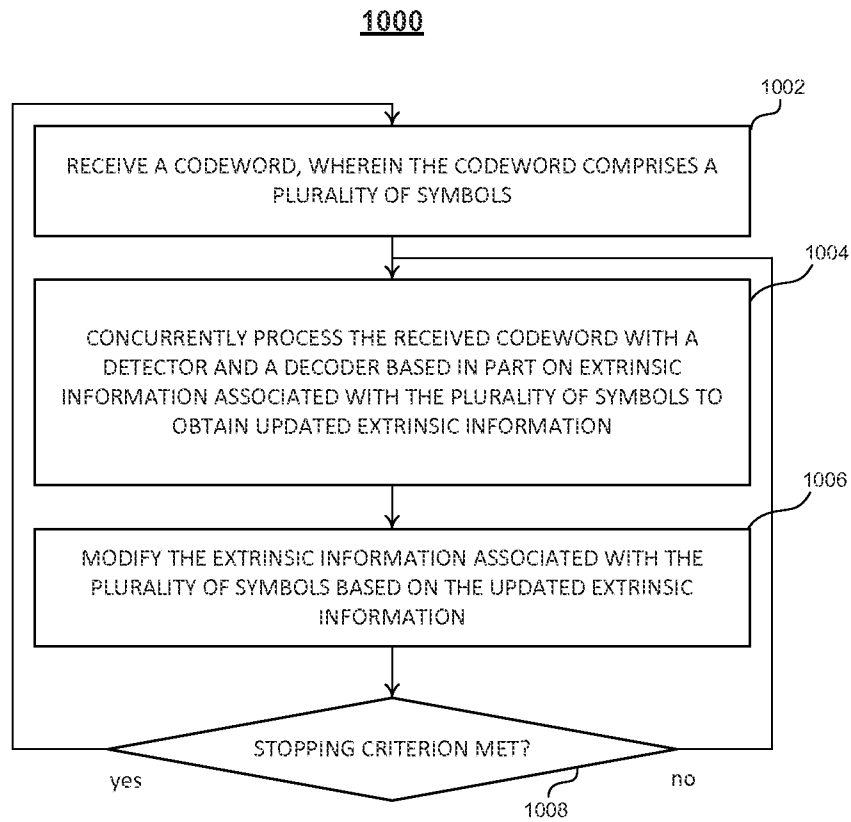 1000
1002
RECEIVE A CODEWORD, WHEREIN THE CODEWORD COMPRISES A
PLURALITY OF SYMBOLS
1004
CONCURRENTLY PROCESS THE RECEIVED CODEWORD WITH A
DETECTOR AND A DECODER BASED IN PART ON EXTRINSIC
INFORMATION ASSOCIATED WITH THE PLURALITY OF SYMBOLS TO
OBTAIN UPDATED EXTRINSIC INFORMATION
1006
MODIFY THE EXTRINSIC INFORMATION ASSOCIATED WITH THE
PLURALITY OF SYMBOLS BASED ON THE UPDATED EXTRINSIC
INFORMATION
STOPPING CRITERION MET?
yes
no
1008